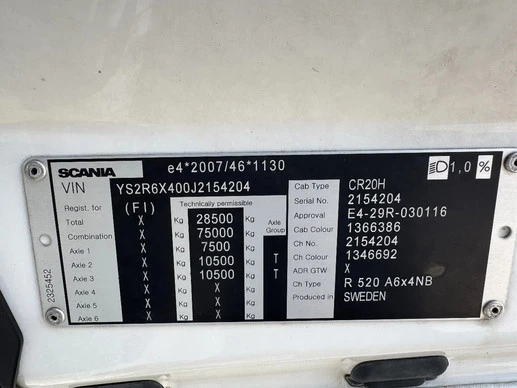 SCANIA e4*2007/46*1130 1,0 %
VIN YS2R6X400J2154204
Regist. for (FI) Technically permissible
Total X Kg 28500 Kg Axle Group
Combination X Kg 75000 Kg
Axle 1 X Kg 7500 Kg
Axle 2 X Kg 10500 Kg T
Axle 3 X Kg 10500 Kg T
Axle 4 X Kg X Kg
Axle 5 X Kg X Kg
Axle 6 X Kg X Kg
Cab Type CR20H
Serial No. 2154204
Approval E4-29R-030116
Cab Colour 1366386
Ch No. 2154204
Ch Colour 1346692
ADR GTW X
Ch Type R 520 A6x4NB
Produced in SWEDEN
2325452